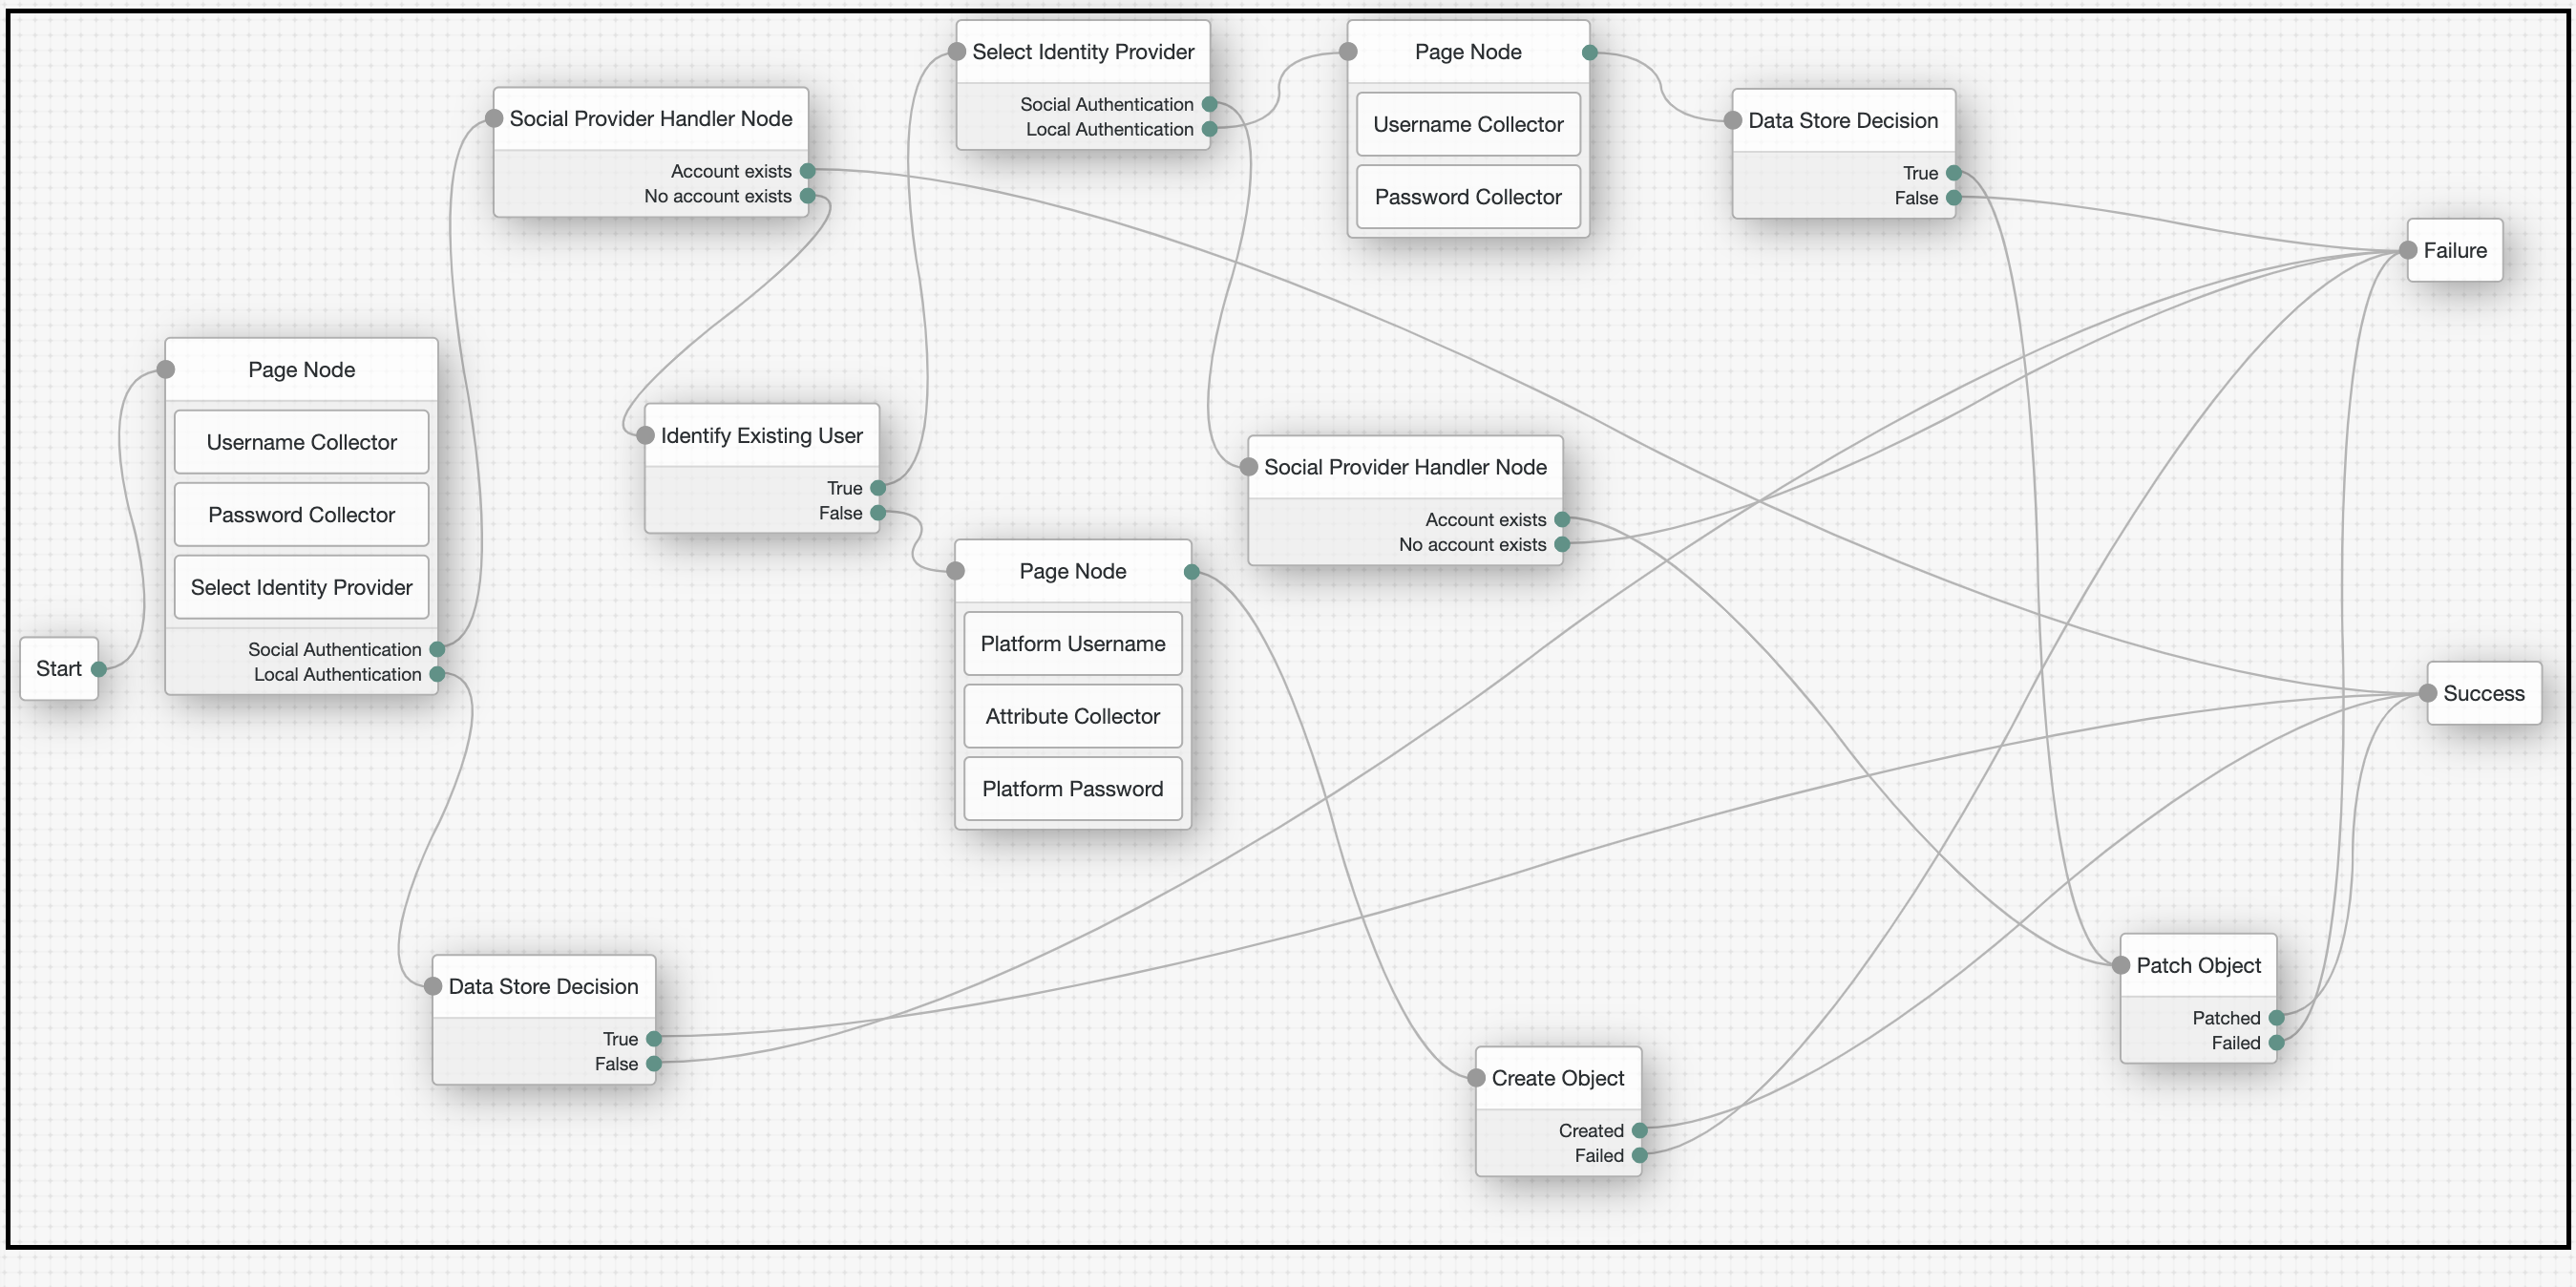 Start
Page Node
Username Collector
Password Collector
Select Identity Provider
Social Authentication
Local Authentication
Social Provider Handler Node
Account exists
No account exists
Data Store Decision
True
False
Identify Existing User
True
False
Select Identity Provider
Social Authentication
Local Authentication
Page Node
Platform Username
Attribute Collector
Platform Password
Page Node
Username Collector
Password Collector
Social Provider Handler Node
Account exists
No account exists
Create Object
Created
Failed
Data Store Decision
True
False
Patch Object
Patched
Failed
Failure
Success